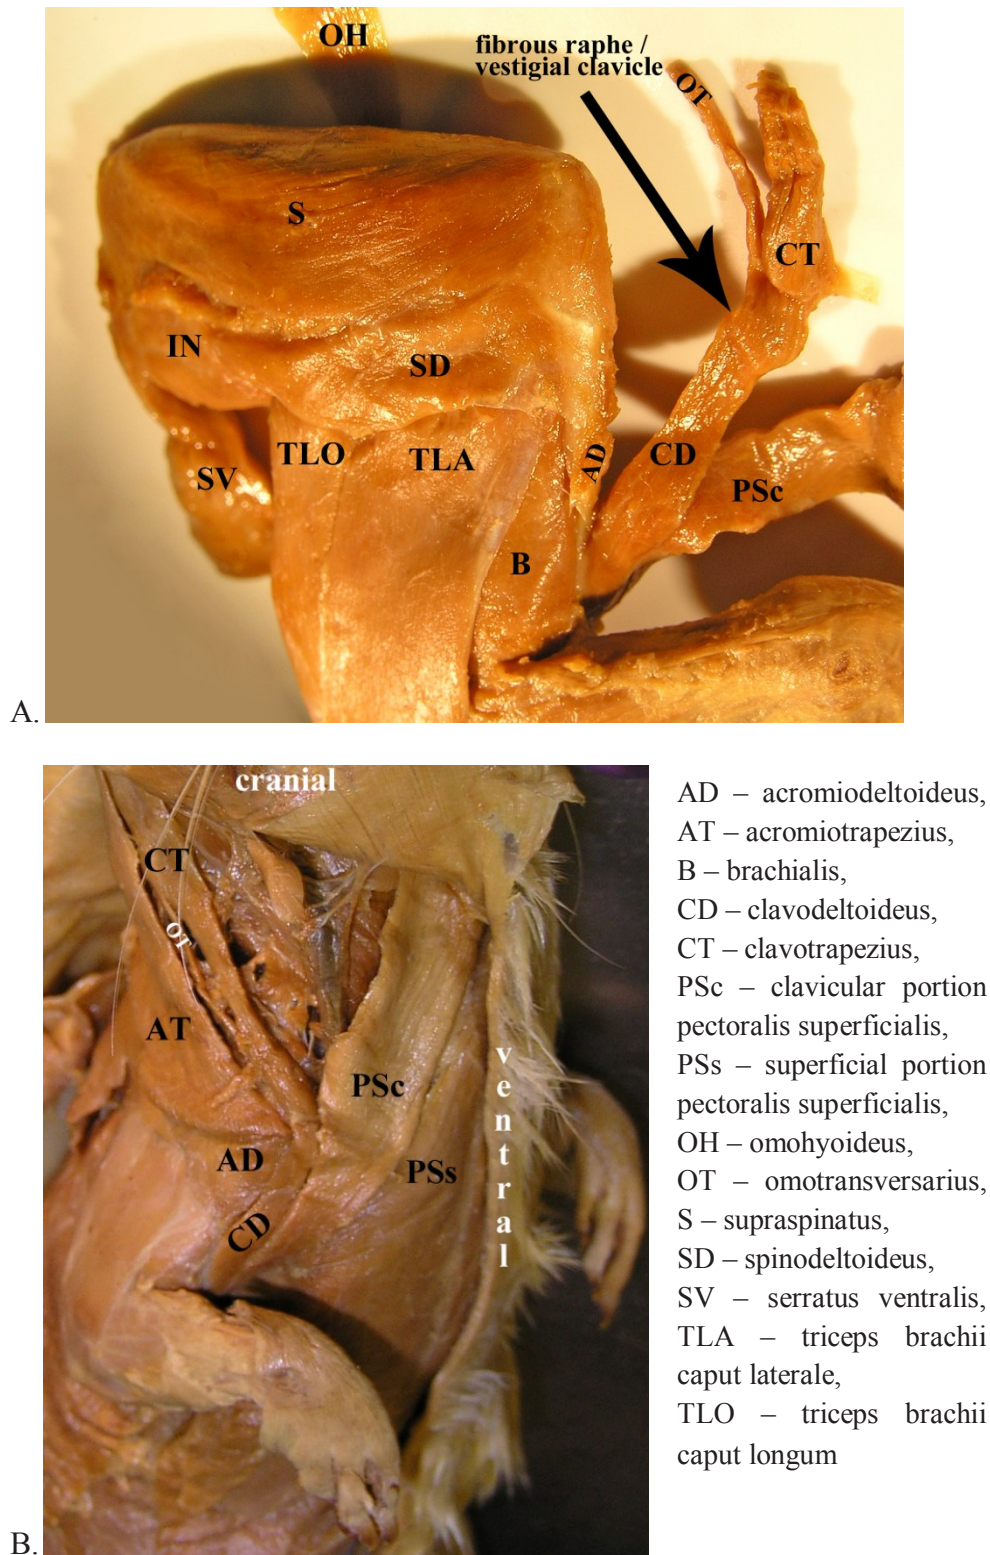 OH
fibrous raphe /
vestigial clavicle
OT
S
CT
IN
SD
TLO
TLA
AD
CD
SV
PSc
B
A.
cranial
CT
OT
AT
PSc
ventral
AD
PSs
CD
B.
AD – acromiodeltoideus,
AT – acromiotrapezius,
B – brachialis,
CD – clavodeltoideus,
CT – clavotrapezius,
PSc – clavicular portion
pectoralis superficialis,
PSs – superficial portion
pectoralis superficialis,
OH – omohyoideus,
OT – omotransversarius,
S – supraspinatus,
SD – spinodeltoideus,
SV – serratus ventralis,
TLA – triceps brachii
caput laterale,
TLO – triceps brachii
caput longum